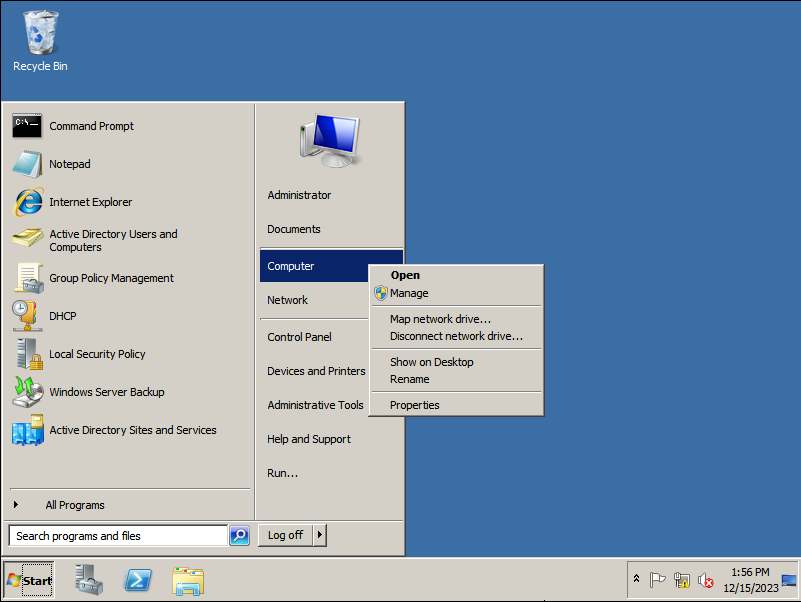 Recycle Bin
C:\._
Command Prompt
Notepad
Internet Explorer
Active Directory Users and
Computers
Group Policy Management
DHCP
Local Security Policy
Windows Server Backup
Active Directory Sites and Services
All Programs
Search programs and files
Administrator
Documents
Computer
Network
Control Panel
Devices and Printers
Administrative Tools
Help and Support
Run...
Log off
Open
Manage
Map network drive...
Disconnect network drive...
Show on Desktop
Rename
Properties
Start
1:56 PM
12/15/2023